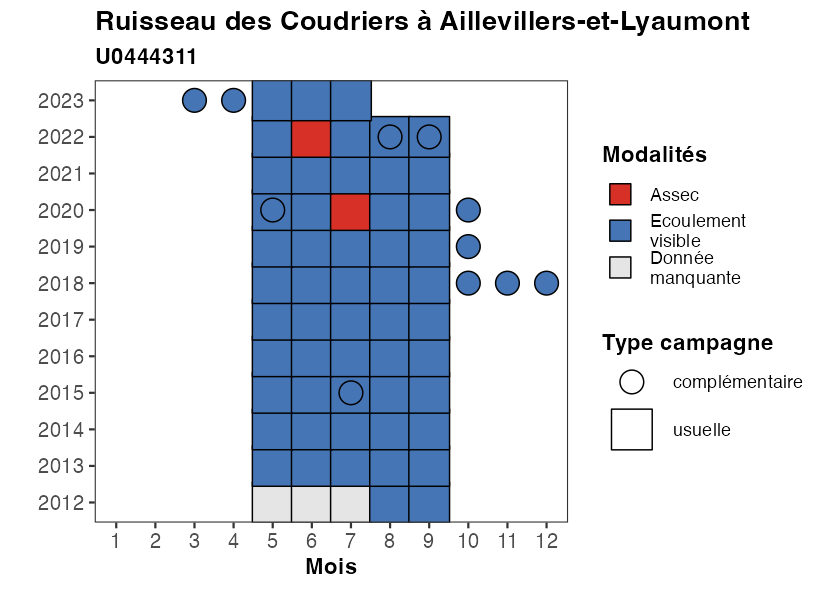 Ruisseau des Coudriers à Aillevillers-et-Lyaumont
U0444311
2023
2022
2021
2020
2019
2018
2017
2016
2015
2014
2013
2012
1 2 3 4 5 6 7 8 9 10 11 12
Mois
Modalités
Assec
Ecoulement
visible
Donnée
manquante
Type campagne
complémentaire
usuelle